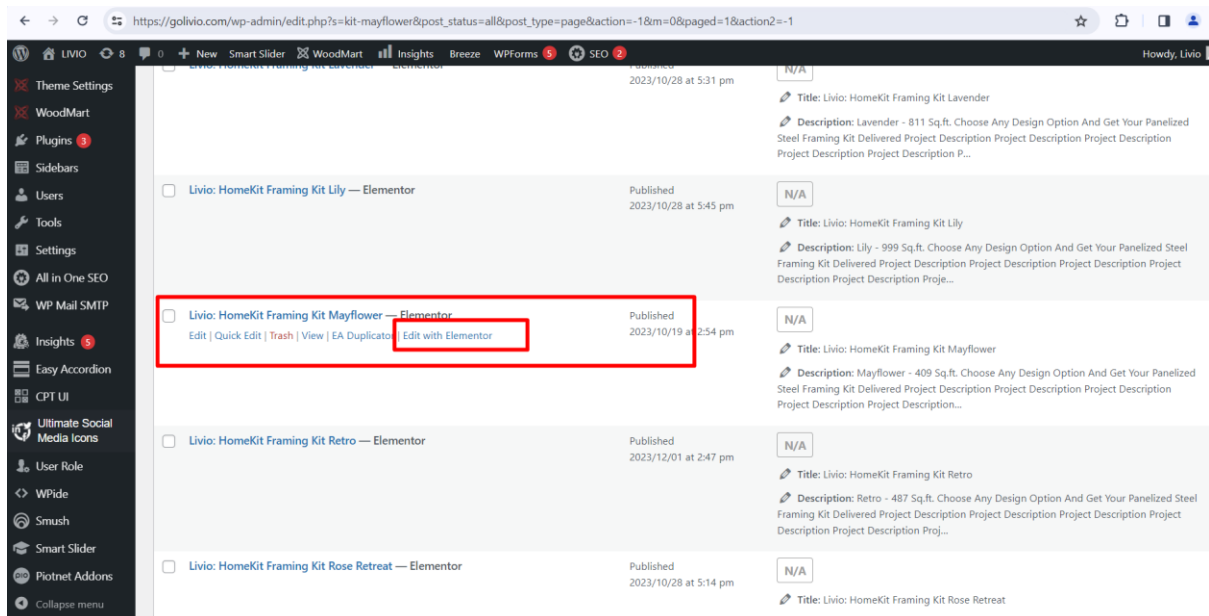 https://golivio.com/wp-admin/edit.php?s=kit-mayflower&post_status=all&post_type=page&action=-1&m=0&paged=1&action2=-1
LIVIO 8 0 New Smart Slider WoodMart Insights Breeze WPForms 5 SEO 2 Howdy, Livio
Theme Settings
WoodMart
Plugins 3
Sidebars
Users
Tools
Settings
All in One SEO
WP Mail SMTP
Insights 5
Easy Accordion
CPT UI
Ultimate Social
Media Icons
User Role
WPide
Smush
Smart Slider
Piotnet Addons
Collapse menu
Livio: HomeKit Framing Kit Lavender — Elementor
Published
2023/10/28 at 5:31 pm
N/A
Title: Livio: HomeKit Framing Kit Lavender
Description: Lavender - 811 Sq.ft. Choose Any Design Option And Get Your Panelized
Steel Framing Kit Delivered Project Description Project Description Project Description
Project Description Project Description P...
Livio: HomeKit Framing Kit Lily — Elementor
Published
2023/10/28 at 5:45 pm
N/A
Title: Livio: HomeKit Framing Kit Lily
Description: Lily - 999 Sq.ft. Choose Any Design Option And Get Your Panelized Steel
Framing Kit Delivered Project Description Project Description Project Description Project
Description Project Description Proje...
Livio: HomeKit Framing Kit Mayflower — Elementor
Edit | Quick Edit | Trash | View | EA Duplicator | Edit with Elementor
Published
2023/10/19 at 2:54 pm
N/A
Title: Livio: HomeKit Framing Kit Mayflower
Description: Mayflower - 409 Sq.ft. Choose Any Design Option And Get Your Panelized
Steel Framing Kit Delivered Project Description Project Description Project Description
Project Description Project Description...
Livio: HomeKit Framing Kit Retro — Elementor
Published
2023/12/01 at 2:47 pm
N/A
Title: Livio: HomeKit Framing Kit Retro
Description: Retro - 487 Sq.ft. Choose Any Design Option And Get Your Panelized Steel
Framing Kit Delivered Project Description Project Description Project Description Project
Description Project Description Proj...
Livio: HomeKit Framing Kit Rose Retreat — Elementor
Published
2023/10/28 at 5:14 pm
N/A
Title: Livio: HomeKit Framing Kit Rose Retreat